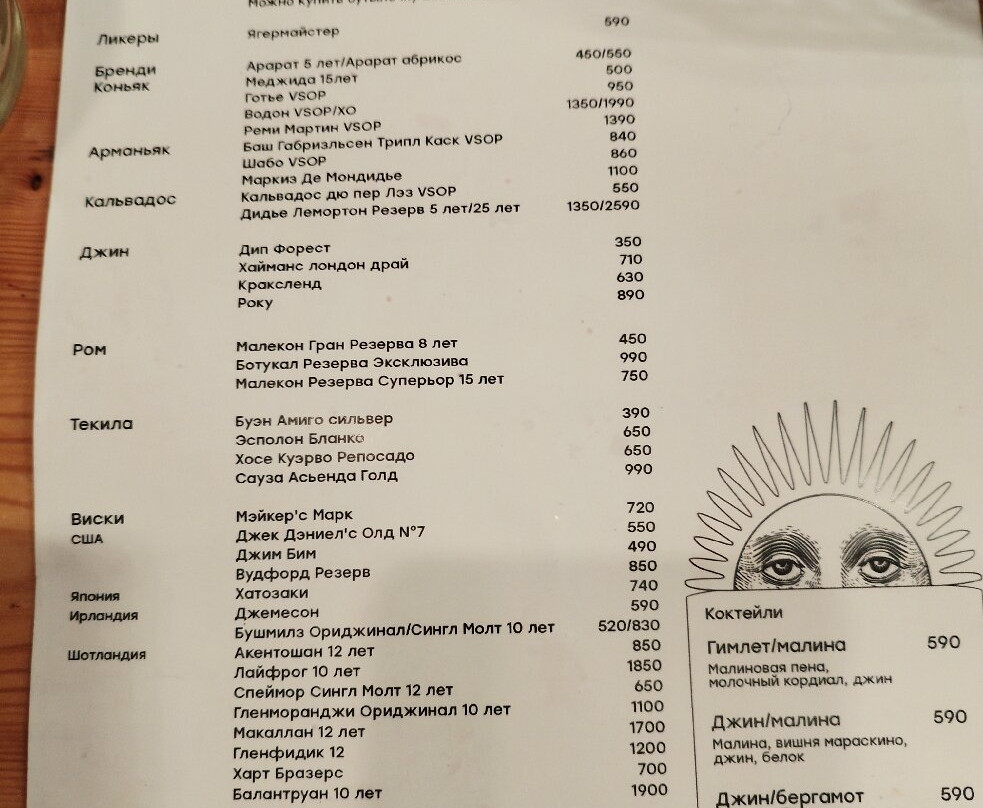 Можно купить
Ликеры Ягермайстер 590
Бренди Арарат 5 лет/Арарат абрикос 450/550
Коньяк Меджида 15лет 500
Готье VSOP 950
Водон VSOP/XO 1350/1990
Реми Мартин VSOP 1390
Арманьяк Баш Габриэльсен Трипл Каск VSOP 840
Шабо VSOP 860
Маркиз Де Мондидье 1100
Кальвадос Кальвадос дю пер Лэз VSOP 550
Дидье Лемортон Резерв 5 лет/25 лет 1350/2590
Джин Дип Форест 350
Хайманс лондон драй 710
Краксленд 630
Року 890
Ром Малекон Гран Резерва 8 лет 450
Ботукал Резерва Эксклюзива 990
Малекон Резерва Суперьор 15 лет 750
Текила Буэн Амиго сильвер 390
Эсполон Бланко 650
Хосе Куэрво Репосадо 650
Сауза Асьенда Голд 990
Виски Мэйкер'с Марк 720
США Джек Дэниел'с Олд N°7 550
Джим Бим 490
Вудфорд Резерв 850
Япония Хатозаки 740
Ирландия Джемесон 590
Бушмилз Ориджинал/Сингл Молт 10 лет 520/830
Шотландия Акентошан 12 лет 850
Лайфрог 10 лет 1850
Спеймор Сингл Молт 12 лет 650
Гленморанджи Ориджинал 10 лет 1100
Макаллан 12 лет 1700
Гленфидик 12 1200
Харт Бразерс 700
Балантруан 10 лет 1900
Коктейли
Гимлет/малина 590
Малиновая пена,
молочный кордиал, джин
Джин/малина 590
Малина, вишня мараскино,
джин, белок
Джин/бергамот 590